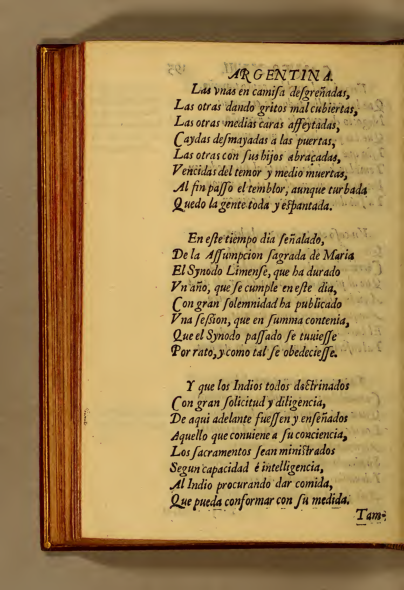 ARGENTINA.
Las vnas en camiſa deſgreñadas,
Las otras dando gritos mal cubiertas,
Las otras medias caras affeytadas,
Caydas deſmayadas a las puertas,
Las otras con ſus hijos abraçadas,
Vencidas del temor y medio muertas,
Al fin paſſo el temblor, aunque turbada
Quedo la gente toda y eſpantada.
En eſte tiempo dia ſeñalado,
De la Aſſumpcion ſagrada de Maria
El Synodo Limenſe, que ha durado
Vn año, que ſe cumple en eſte dia,
Con gran ſolemnidad ha publicado
Vna ſeſsion, que en ſumma contenia,
Que el Synodo paſſado ſe tuuieſſe
Por rato, y como tal ſe obedecieſſe.
Y que los Indios todos doctrinados
Con gran ſolicitud y diligencia,
De aqui adelante fueſſen y enſeñados
Aquello que conuiene a ſu conciencia,
Los ſacramentos ſean miniſtrados
Segun capacidad é intelligencia,
Al Indio procurando dar comida,
Que pueda conformar con ſu medida.
Tam-